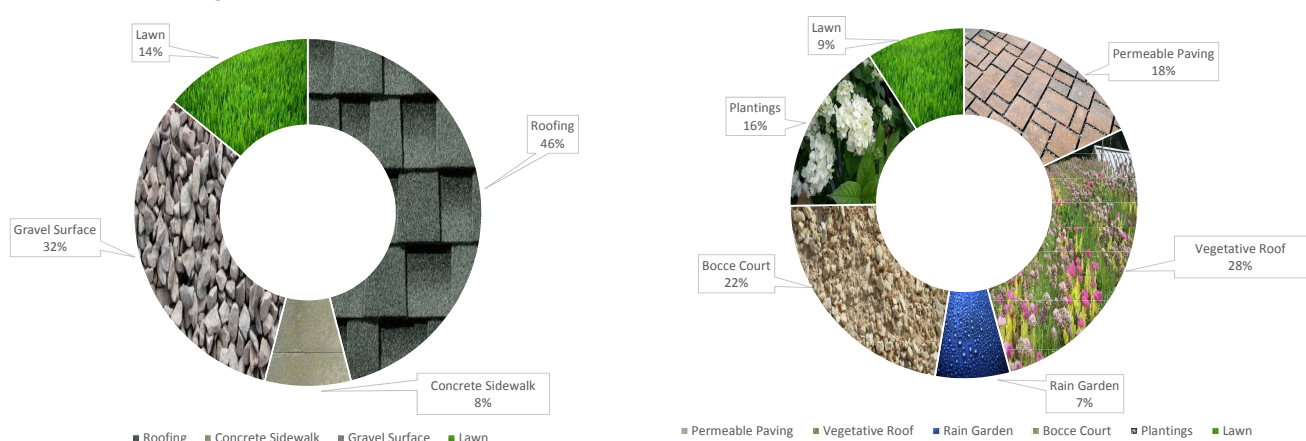 Lawn
14%
Roofing
46%
Gravel Surface
32%
Concrete Sidewalk
8%
Roofing Concrete Sidewalk Gravel Surface Lawn
Lawn
9%
Permeable Paving
18%
Plantings
16%
Vegetative Roof
28%
Bocce Court
22%
Rain Garden
7%
Permeable Paving Vegetative Roof Rain Garden Bocce Court Plantings Lawn